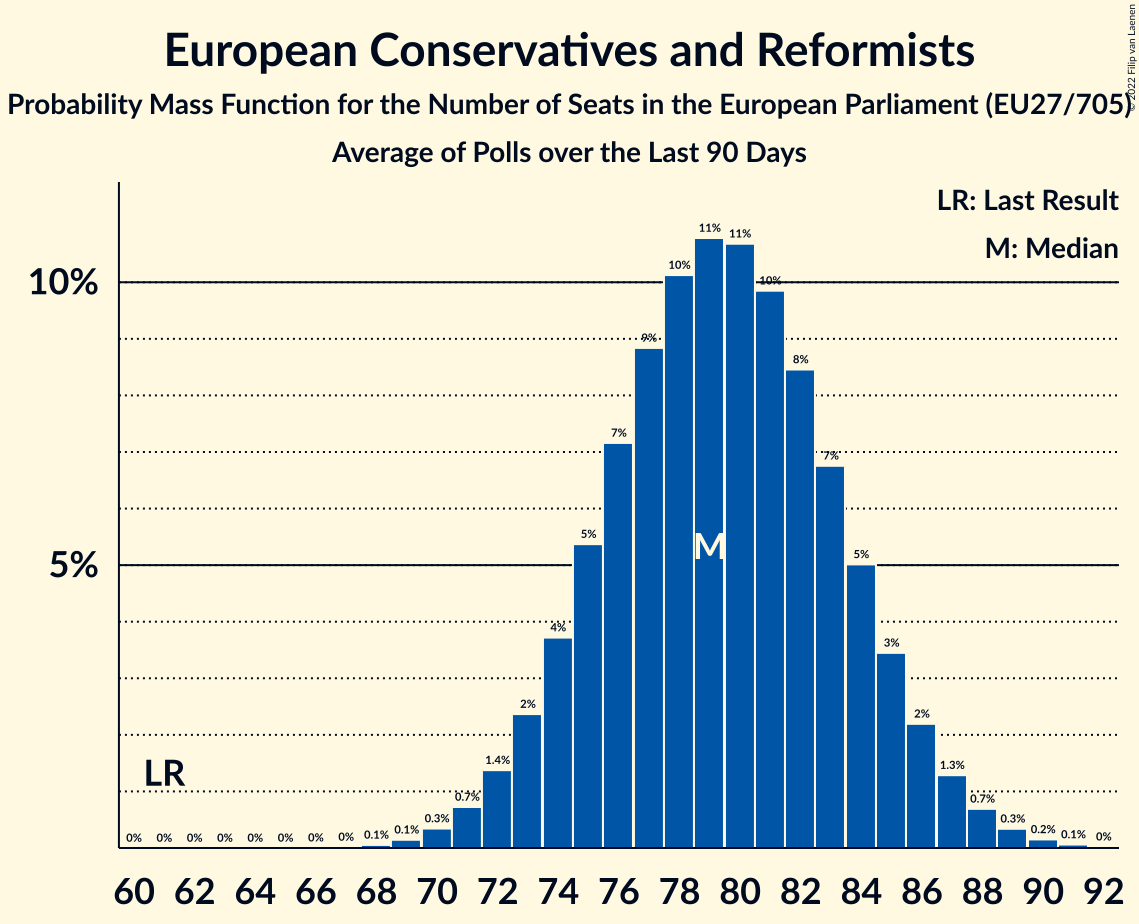 European Conservatives and Reformists
Probability Mass Function for the Number of Seats in the European Parliament (EU27/705)
Average of Polls over the Last 90 Days
© 2022 Filip van Laenen
LR: Last Result
M: Median
10%
5%
0% 0% 0% 0% 0% 0% 0% 0% 0.1% 0.1% 0.3% 0.7% 1.4% 2% 4% 5% 7% 9% 10% 11% 11% 10% 8% 7% 5% 3% 2% 1.3% 0.7% 0.3% 0.2% 0.1% 0%
M
LR
60 62 64 66 68 70 72 74 76 78 80 82 84 86 88 90 92